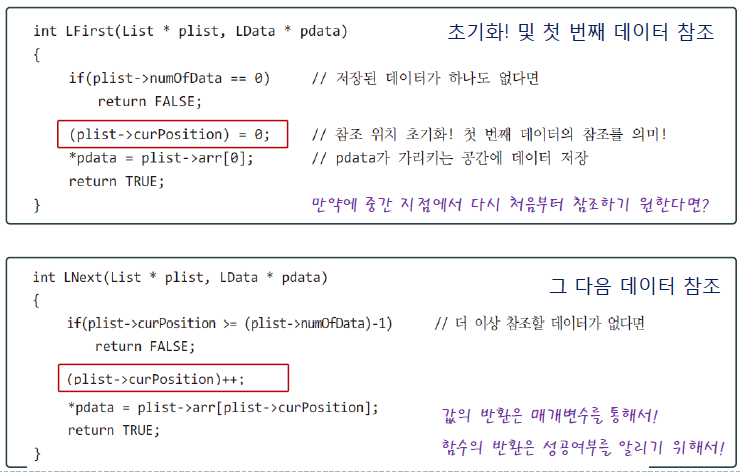 int LFirst(List * plist, LData * pdata) 초기화! 및 첫 번째 데이터 참조
{
if(plist->numOfData == 0) // 저장된 데이터가 하나도 없다면
return FALSE;
(plist->curPosition) = 0; // 참조 위치 초기화! 첫 번째 데이터의 참조를 의미!
*pdata = plist->arr[0]; // pdata가 가리키는 공간에 데이터 저장
return TRUE;
} 만약에 중간 지점에서 다시 처음부터 참조하기 원한다면?
int LNext(List * plist, LData * pdata) 그 다음 데이터 참조
{
if(plist->curPosition >= (plist->numOfData)-1) // 더 이상 참조할 데이터가 없다면
return FALSE;
(plist->curPosition)++;
*pdata = plist->arr[plist->curPosition]; 값의 반환은 매개변수를 통해서!
return TRUE;
} 함수의 반환은 성공여부를 알리기 위해서!